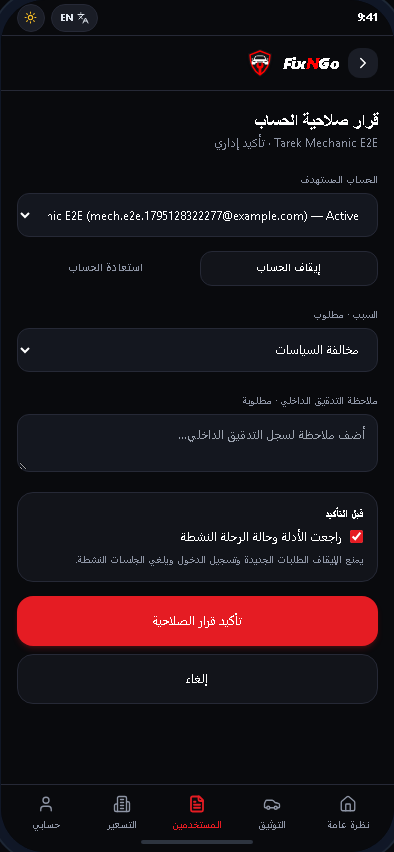 EN
9:41
FixNGo
قرار صلاحية الحساب
Tarek Mechanic E2E · تأكيد إداري
الحساب المستهدف
nic E2E (mech.e2e.1795128322277@example.com) — Active
إيقاف الحساب
استعادة الحساب
السبب · مطلوب
مخالفة السياسات
ملاحظة التدقيق الداخلي · مطلوبة
أضف ملاحظة لسجل التدقيق الداخلي...
قبل التأكيد
راجعت الأدلة وحالة الرحلة النشطة
يمنع الإيقاف الطلبات الجديدة وتسجيل الدخول ويلغي الجلسات النشطة.
تأكيد قرار الصلاحية
إلغاء
نظرة عامة
التوثيق
المستخدمين
التسعير
حسابي